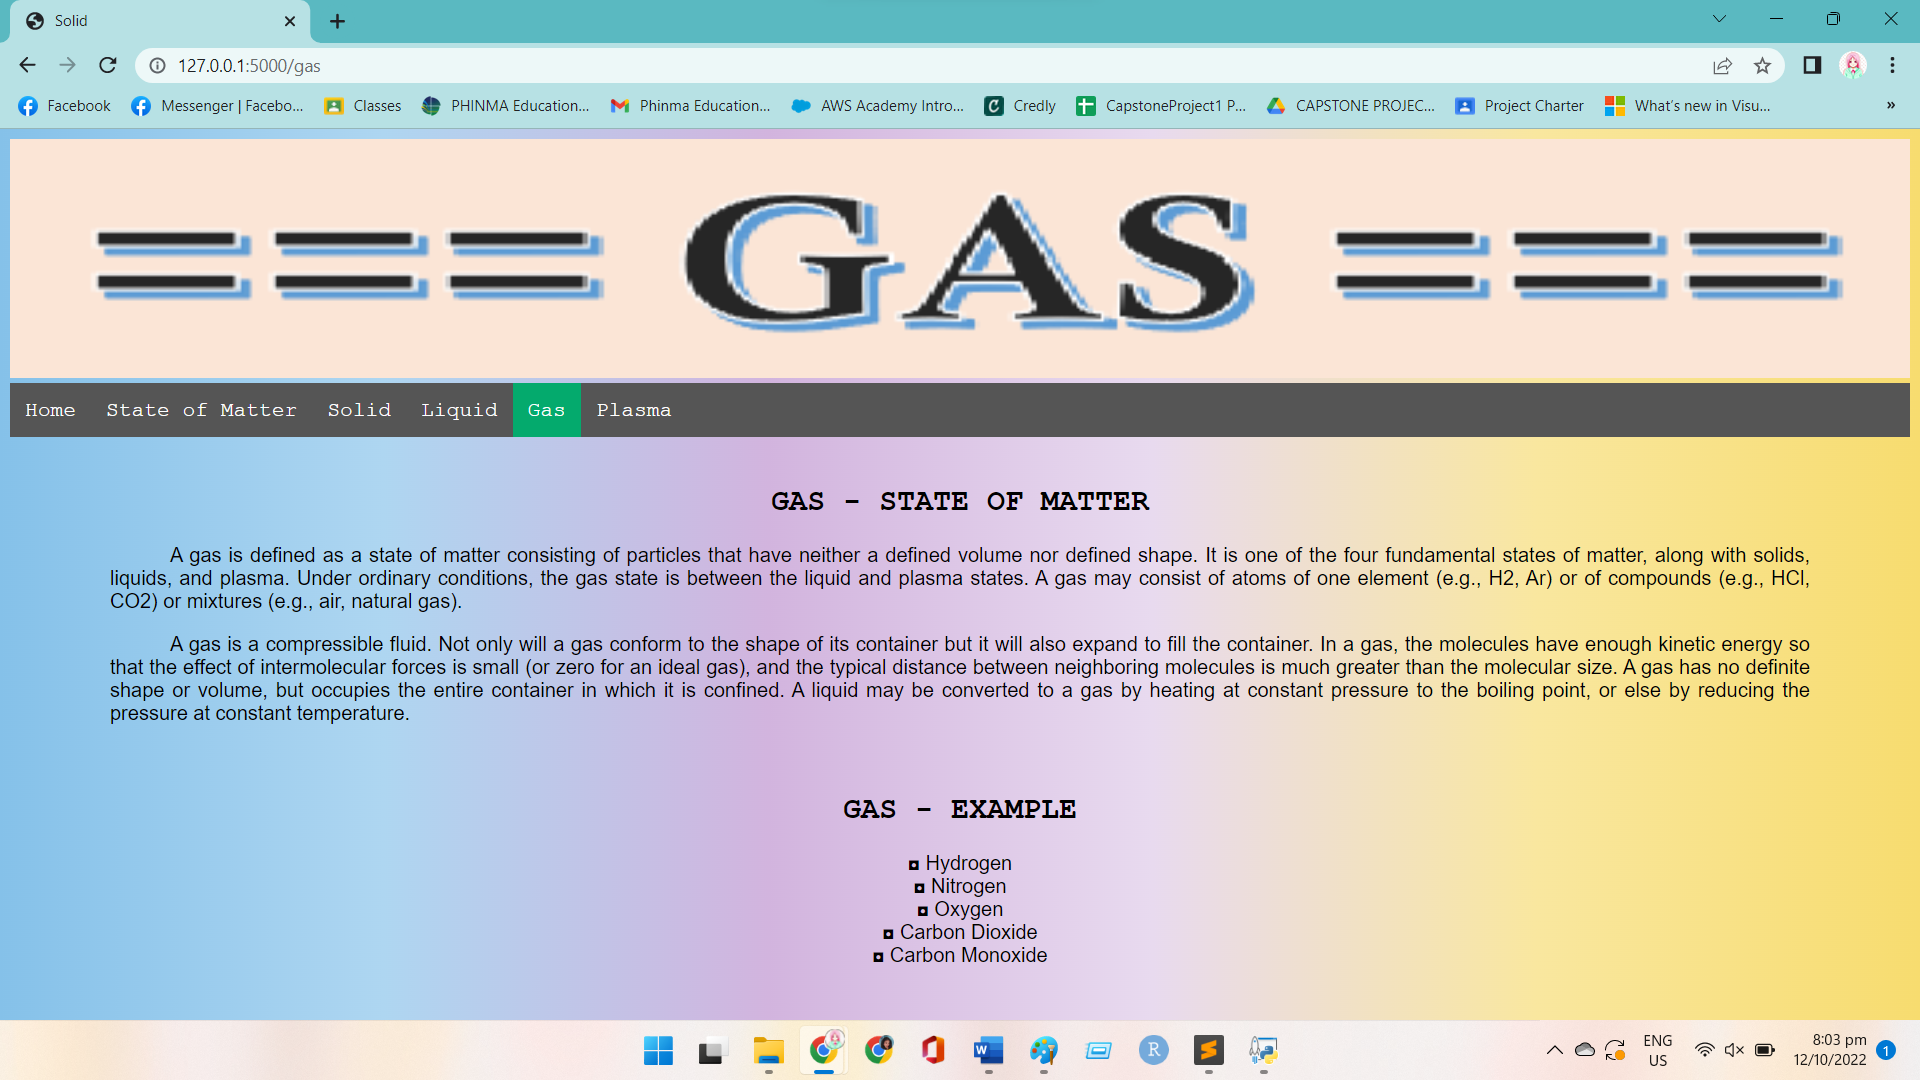 Solid
127.0.0.1:5000/gas
Facebook
Messenger | Facebo...
Classes
PHINMA Education...
Phinma Education...
AWS Academy Intro...
Credly
CapstoneProject1 P...
CAPSTONE PROJEC...
Project Charter
What's new in Visu...
»
=== GAS ===
Home State of Matter Solid Liquid Gas Plasma
GAS - STATE OF MATTER
A gas is defined as a state of matter consisting of particles that have neither a defined volume nor defined shape. It is one of the four fundamental states of matter, along with solids,
liquids, and plasma. Under ordinary conditions, the gas state is between the liquid and plasma states. A gas may consist of atoms of one element (e.g., H2, Ar) or of compounds (e.g., HCl,
CO2) or mixtures (e.g., air, natural gas).
A gas is a compressible fluid. Not only will a gas conform to the shape of its container but it will also expand to fill the container. In a gas, the molecules have enough kinetic energy so
that the effect of intermolecular forces is small (or zero for an ideal gas), and the typical distance between neighboring molecules is much greater than the molecular size. A gas has no definite
shape or volume, but occupies the entire container in which it is confined. A liquid may be converted to a gas by heating at constant pressure to the boiling point, or else by reducing the
pressure at constant temperature.
GAS - EXAMPLE
◘ Hydrogen
◘ Nitrogen
◘ Oxygen
◘ Carbon Dioxide
◘ Carbon Monoxide
W
R
ENG
US
8:03 pm
12/10/2022
1